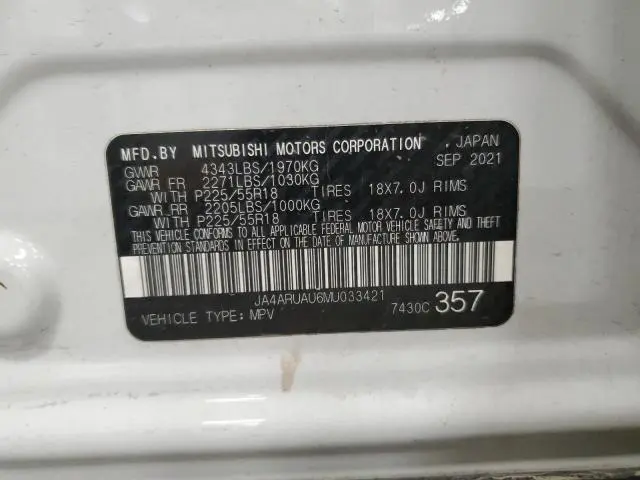 MFD.BY MITSUBISHI MOTORS CORPORATION JAPAN
GVWR 4343LBS/1970KG SEP 2021
GAWR FR 2271LBS/1030KG
WITH P225/55R18 TIRES 18X7.0J RIMS
GAWR RR 2205LBS/1000KG
WITH P225/55R18 TIRES 18X7.0J RIMS
THIS VEHICLE CONFORMS TO ALL APPLICABLE FEDERAL MOTOR VEHICLE SAFETY AND THEFT
PREVENTION STANDARDS IN EFFECT ON THE DATE OF MANUFACTURE SHOWN ABOVE.
JA4ARUAU6MU033421
VEHICLE TYPE: MPV 7430C 357